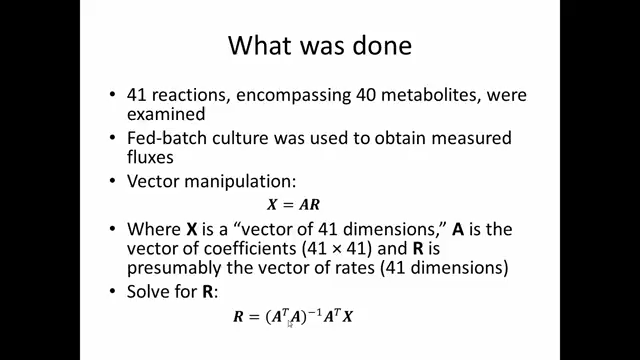 What was done
• 41 reactions, encompassing 40 metabolites, were
examined
• Fed-batch culture was used to obtain measured
fluxes
• Vector manipulation:
X = AR
• Where X is a “vector of 41 dimensions,” A is the
vector of coefficients (41 × 41) and R is
presumably the vector of rates (41 dimensions)
• Solve for R:
R = (AᵀA)⁻¹AᵀX